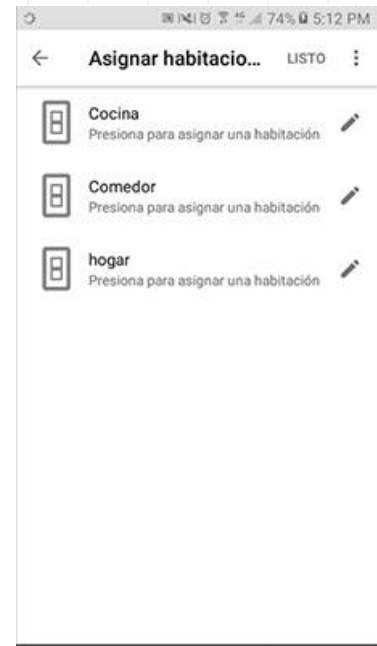 74% 5:12 PM
Asignar habitacio... LISTO
Cocina
Presiona para asignar una habitación
Comedor
Presiona para asignar una habitación
hogar
Presiona para asignar una habitación